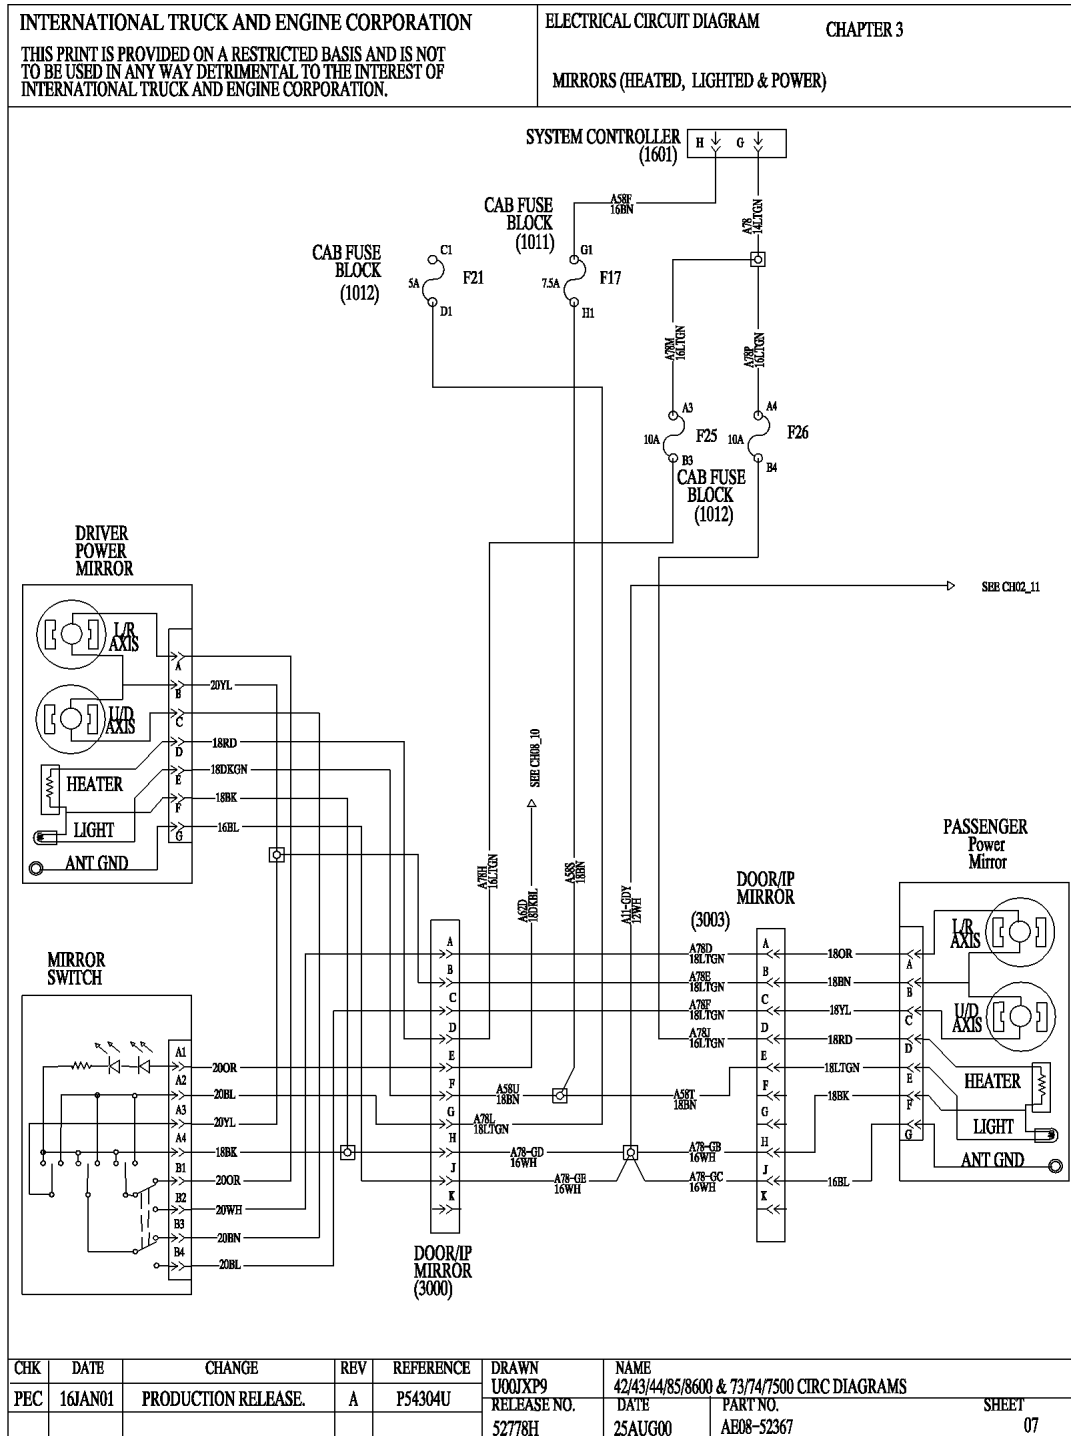 INTERNATIONAL TRUCK AND ENGINE CORPORATION
THIS PRINT IS PROVIDED ON A RESTRICTED BASIS AND IS NOT
TO BE USED IN ANY WAY DETRIMENTAL TO THE INTEREST OF
INTERNATIONAL TRUCK AND ENGINE CORPORATION.
ELECTRICAL CIRCUIT DIAGRAM
CHAPTER 3
MIRRORS (HEATED, LIGHTED & POWER)
SYSTEM CONTROLLER
(1601)
H
G
A58F
16BN
A78
14LTGN
CAB FUSE
BLOCK
(1011)
G1
7.5A
F17
H1
CAB FUSE
BLOCK
(1012)
C1
5A
F21
D1
A78M
16LTGN
A78P
16LTGN
A3
10A
F25
B3
A4
10A
F26
B4
CAB FUSE
BLOCK
(1012)
SEE CH02_11
SEE CH08_10
DRIVER
POWER
MIRROR
L/R
AXIS
U/D
AXIS
HEATER
LIGHT
ANT GND
A
B
C
D
E
F
G
20YL
18RD
18DKGN
18BK
16BL
A78H
16LTGN
A62D
18DKBL
A58S
18BN
A11-GDY
12WH
MIRROR
SWITCH
A1
A2
A3
A4
B1
B2
B3
B4
20OR
20BL
20YL
18BK
20OR
20WH
20BN
20BL
A
B
C
D
E
F
G
H
J
K
DOOR/IP
MIRROR
(3000)
A78D
18LTGN
A78E
18LTGN
A78F
18LTGN
A78J
16LTGN
A58U
18BN
A58T
18BN
A78L
18LTGN
A78-GD
16WH
A78-GB
16WH
A78-GE
16WH
A78-GC
16WH
DOOR/IP
MIRROR
(3003)
A
B
C
D
E
F
G
H
J
K
18OR
18BN
18YL
18RD
18LTGN
18BK
16BL
PASSENGER
Power
Mirror
A
B
C
D
E
F
G
L/R
AXIS
U/D
AXIS
HEATER
LIGHT
ANT GND
CHK DATE CHANGE REV REFERENCE
PEC 16JAN01 PRODUCTION RELEASE. A P54304U
DRAWN
U00JXP9
RELEASE NO.
52778H
NAME
42/43/44/85/8600 & 73/74/7500 CIRC DIAGRAMS
DATE
25AUG00
PART NO.
AE08-52367
SHEET
07